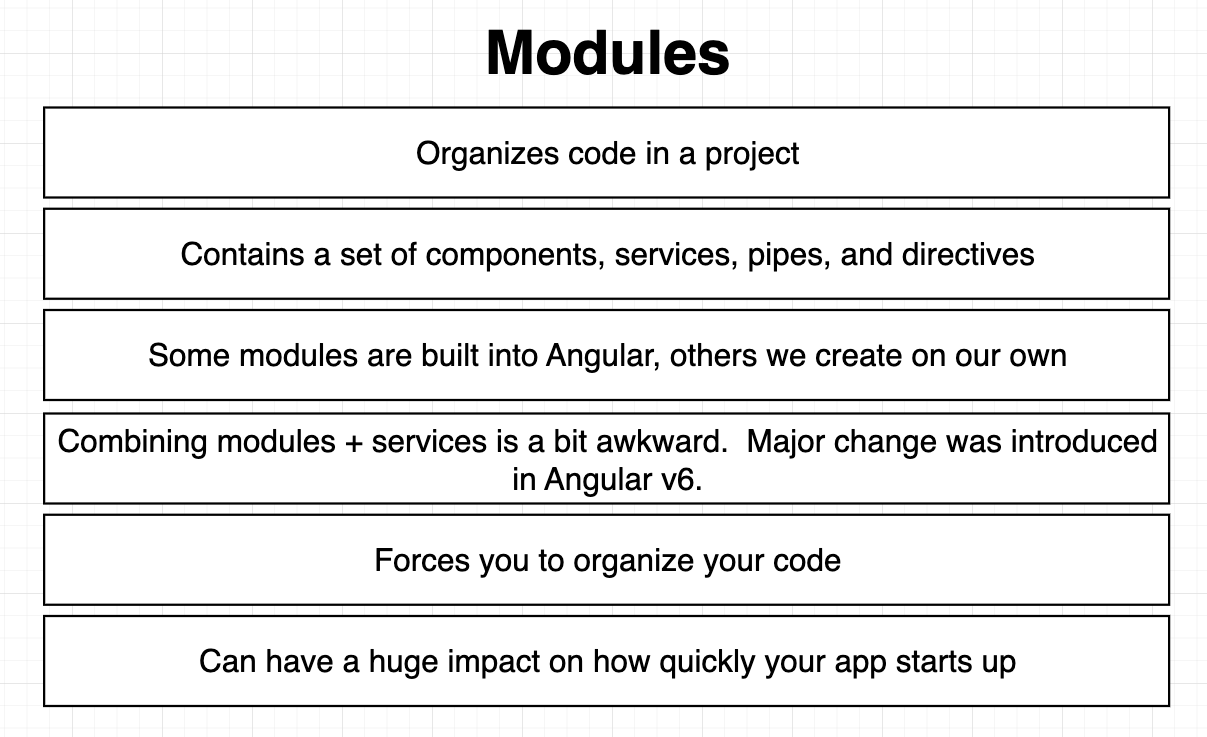 Modules
Organizes code in a project
Contains a set of components, services, pipes, and directives
Some modules are built into Angular, others we create on our own
Combining modules + services is a bit awkward.  Major change was introduced
in Angular v6.
Forces you to organize your code
Can have a huge impact on how quickly your app starts up